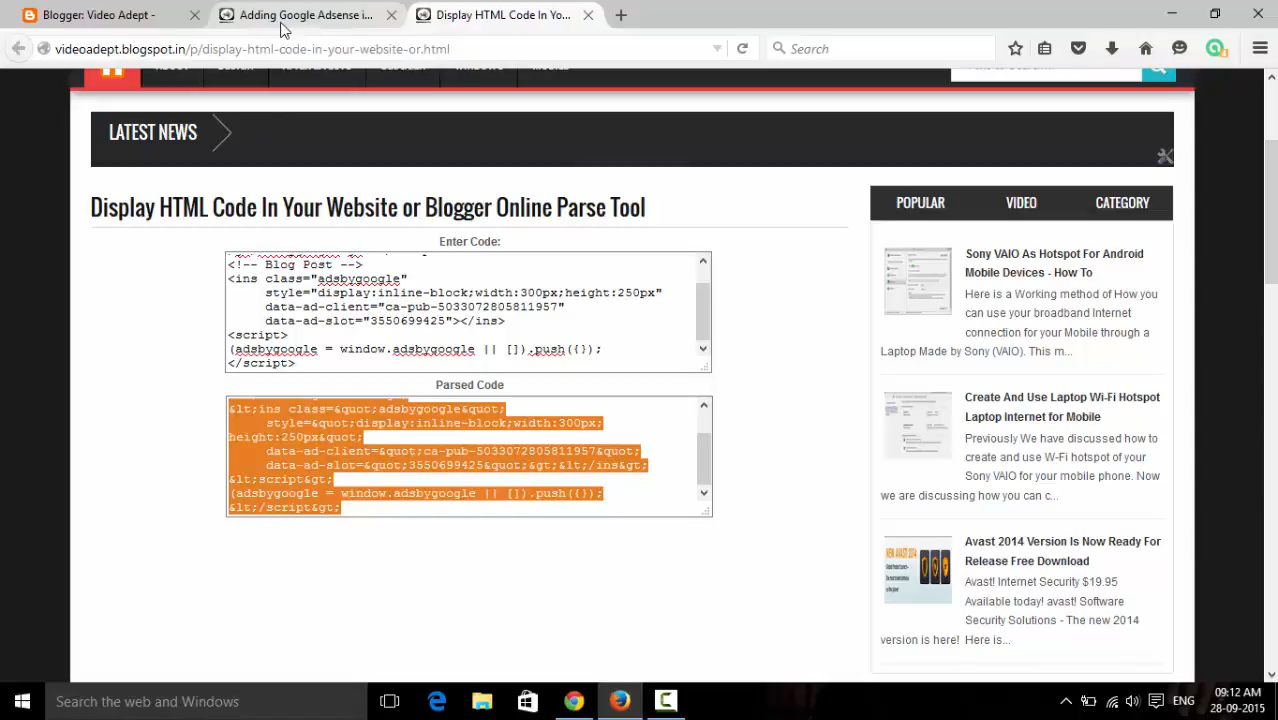 Blogger: Video Adept -
Adding Google Adsense i...
Display HTML Code In Yo...
videoadept.blogspot.in/p/display-html-code-in-your-website-or.html
Search
LATEST NEWS
Display HTML Code In Your Website or Blogger Online Parse Tool
Enter Code:
<!-- Blog Post -->
<ins class="adsbygoogle"
style="display:inline-block;width:300px;height:250px"
data-ad-client="ca-pub-5033072805811957"
data-ad-slot="3550699425"></ins>
<script>
(adsbygoogle = window.adsbygoogle || []).push({});
</script>
Parsed Code
&lt;ins class=&quot;adsbygoogle&quot;
style=&quot;display:inline-block;width:300px;
height:250px&quot;
data-ad-client=&quot;ca-pub-5033072805811957&quot;
data-ad-slot=&quot;3550699425&quot;&gt;&lt;/ins&gt;
&lt;script&gt;
(adsbygoogle = window.adsbygoogle || []).push({});
&lt;/script&gt;
POPULAR
VIDEO
CATEGORY
Sony VAIO As Hotspot For Android
Mobile Devices - How To
Here is a Working method of How you
can use your broadband Internet
connection for your Mobile through a
Laptop Made by Sony (VAIO). This m...
Create And Use Laptop Wi-Fi Hotspot
Laptop Internet for Mobile
Previously We have discussed how to
create and use W-Fi hotspot of your
Sony VAIO for your mobile phone. Now
we are discussing how you can c...
Avast 2014 Version Is Now Ready For
Release Free Download
Avast! Internet Security $19.95
Available today! avast! Software
Security Solutions - The new 2014
version is here! Here is...
Search the web and Windows
ENG
09:12 AM
28-09-2015